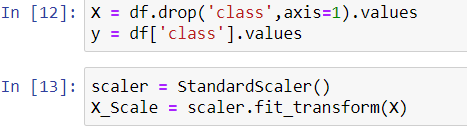 In [12]: X = df.drop('class',axis=1).values
y = df['class'].values
In [13]: scaler = StandardScaler()
X_Scale = scaler.fit_transform(X)